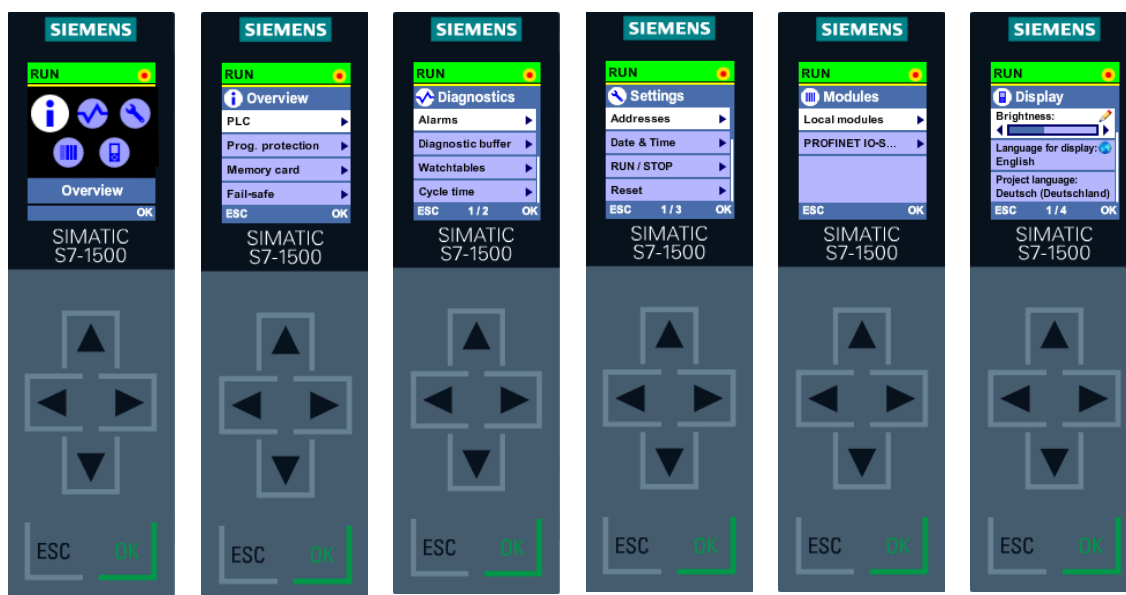 SIEMENS
RUN
Overview
OK
SIMATIC
S7-1500
ESC OK
SIEMENS
RUN
Overview
PLC
Prog. protection
Memory card
Fail-safe
ESC OK
SIMATIC
S7-1500
ESC OK
SIEMENS
RUN
Diagnostics
Alarms
Diagnostic buffer
Watchtables
Cycle time
ESC 1/2 OK
SIMATIC
S7-1500
ESC OK
SIEMENS
RUN
Settings
Addresses
Date & Time
RUN / STOP
Reset
ESC 1/3 OK
SIMATIC
S7-1500
ESC OK
SIEMENS
RUN
Modules
Local modules
PROFINET IO-S...
ESC OK
SIMATIC
S7-1500
ESC OK
SIEMENS
RUN
Display
Brightness:
Language for display:
English
Project language:
Deutsch (Deutschland)
ESC 1/4 OK
SIMATIC
S7-1500
ESC OK